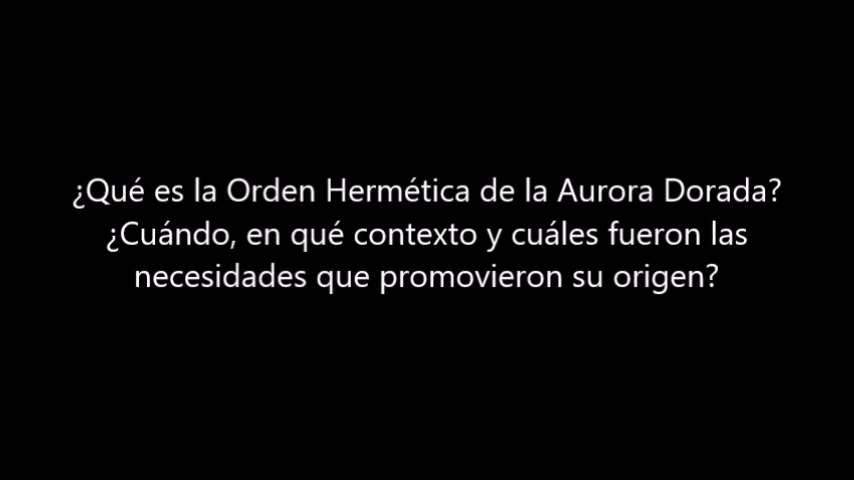 ¿Qué es la Orden Hermética de la Aurora Dorada?
¿Cuándo, en qué contexto y cuáles fueron las
necesidades que promovieron su origen?